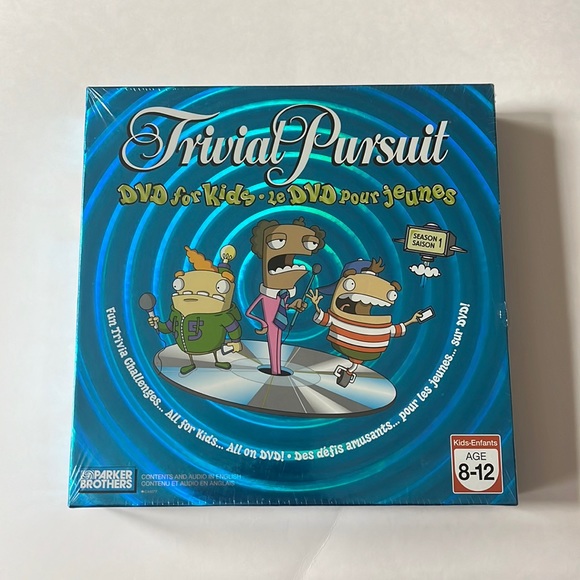 Trivial Pursuit
DVD for Kids • Le DVD pour jeunes
SEASON 1
SAISON
Fun Trivia Challenges... All for Kids... All on DVD! • Des défis amusants... pour les jeunes... sur DVD!
S
PARKER
BROTHERS
CONTENTS AND AUDIO IN ENGLISH
CONTENU ET AUDIO EN ANGLAIS
Kids-Enfants
AGE
8-12